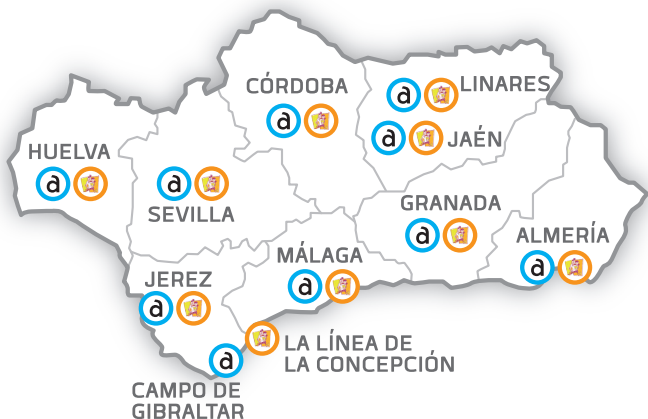 CÓRDOBA
a
LINARES
a
a
JAÉN
HUELVA
a
a
SEVILLA
GRANADA
a
ALMERÍA
a
MÁLAGA
a
JEREZ
a
LA LÍNEA DE
LA CONCEPCIÓN
a
CAMPO DE
GIBRALTAR